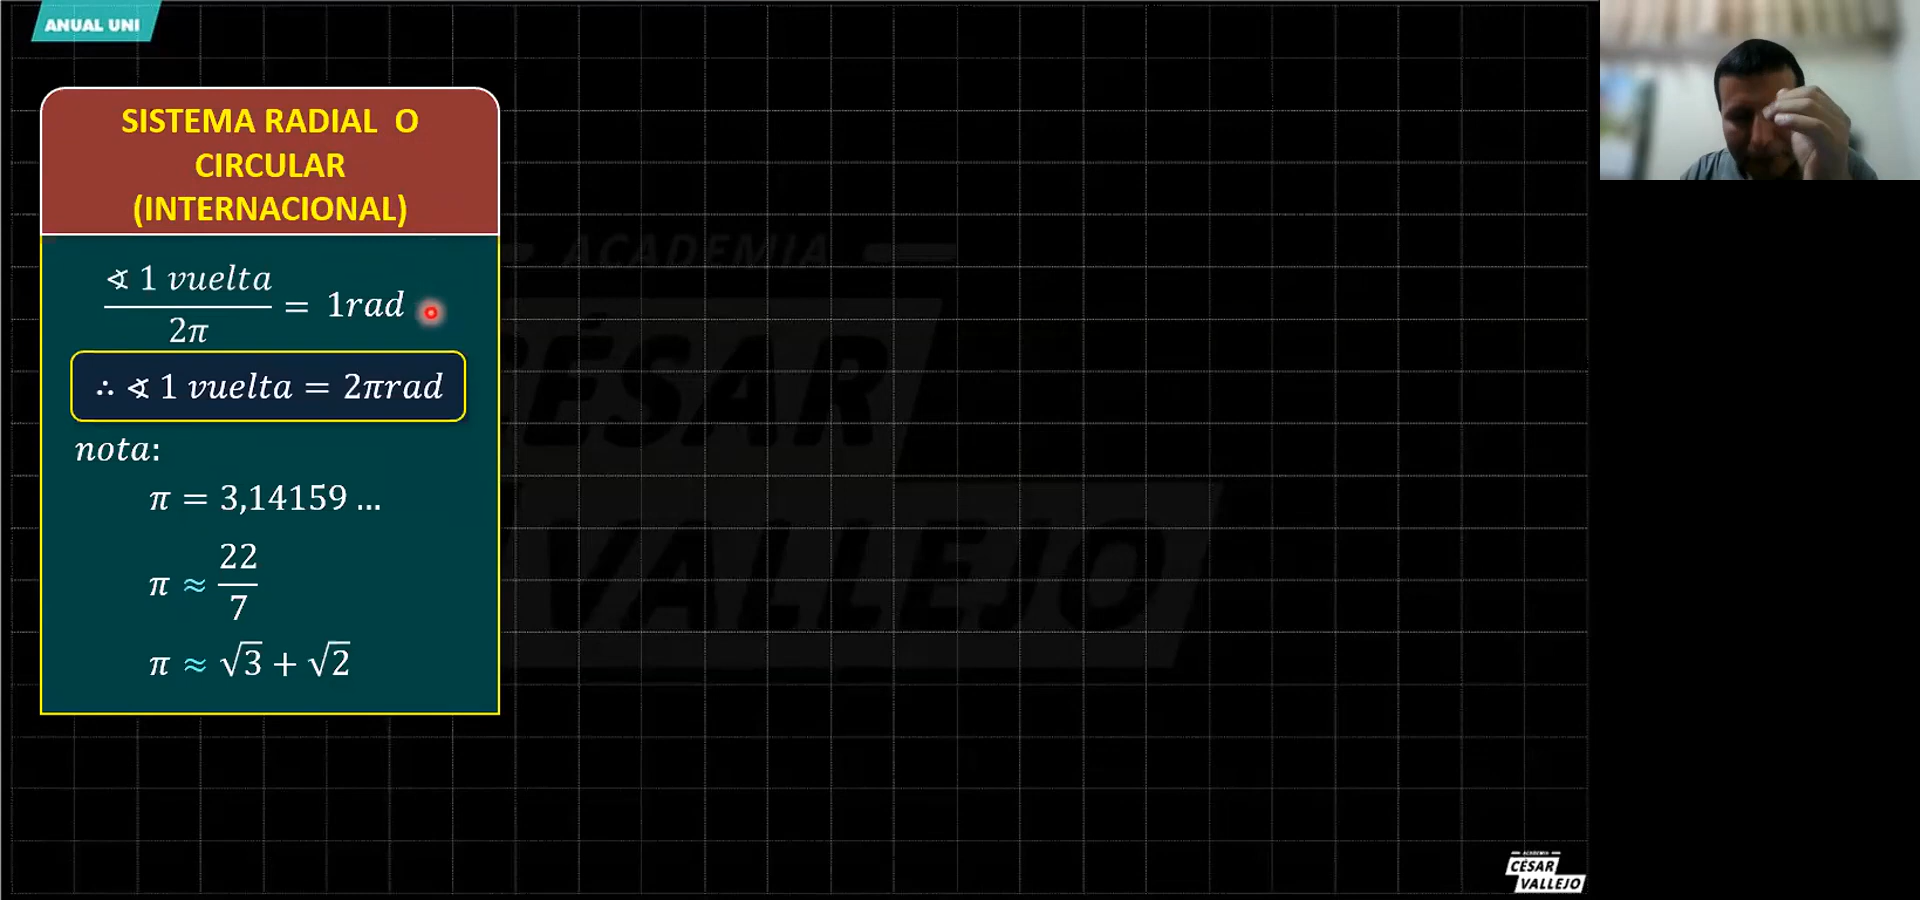 ANUAL UNI
SISTEMA RADIAL O
CIRCULAR
(INTERNACIONAL)
∢ 1 vuelta
2π
= 1rad
∴ ∢ 1 vuelta = 2πrad
nota:
π = 3,14159 ...
π ≈ 22/7
π ≈ √3 + √2
ACADEMIA
CÉSAR
VALLEJO
ACADEMIA
CÉSAR
VALLEJO